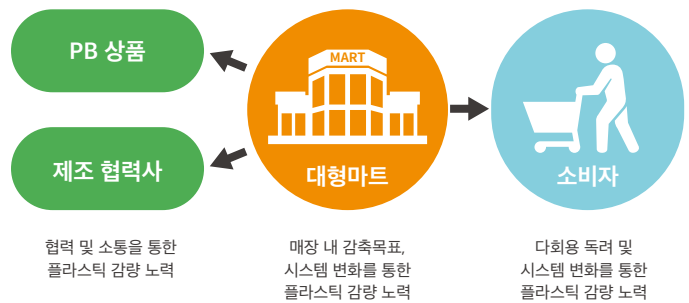 PB 상품
제조 협력사
협력 및 소통을 통한
플라스틱 감량 노력
MART
대형마트
매장 내 감축목표,
시스템 변화를 통한
플라스틱 감량 노력
소비자
다회용 독려 및
시스템 변화를 통한
플라스틱 감량 노력